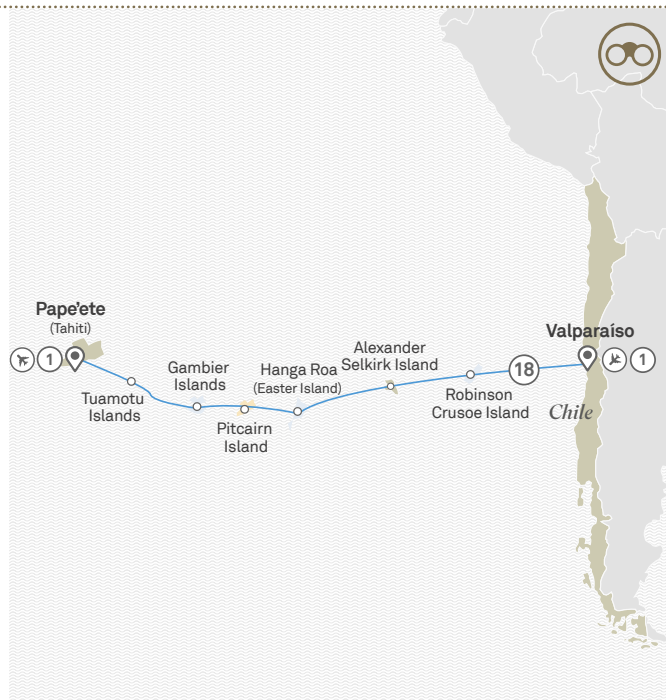 Pape'ete
(Tahiti)
1
Tuamotu
Islands
Gambier
Islands
Pitcairn
Island
Hanga Roa
(Easter Island)
Alexander
Selkirk Island
Robinson
Crusoe Island
18
Valparaíso
1
Chile